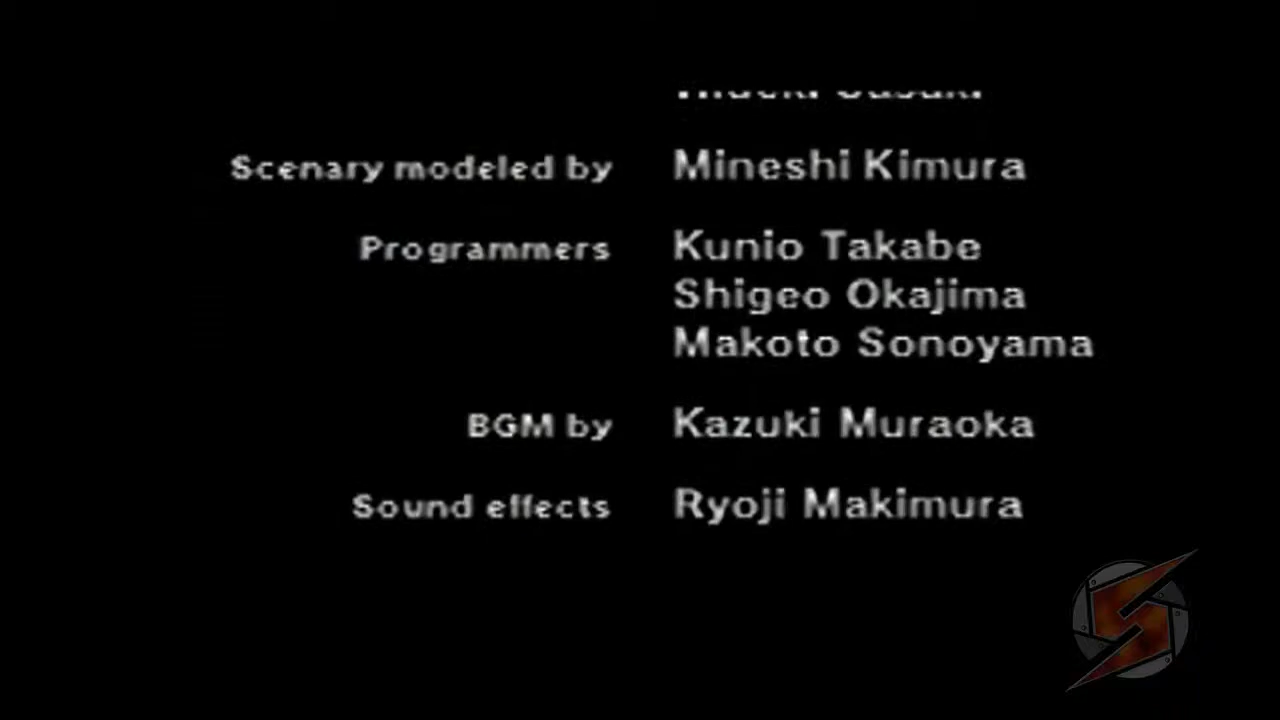 Scenary modeled by Mineshi Kimura
Programmers Kunio Takabe
Shigeo Okajima
Makoto Sonoyama
BGM by Kazuki Muraoka
Sound effects Ryoji Makimura